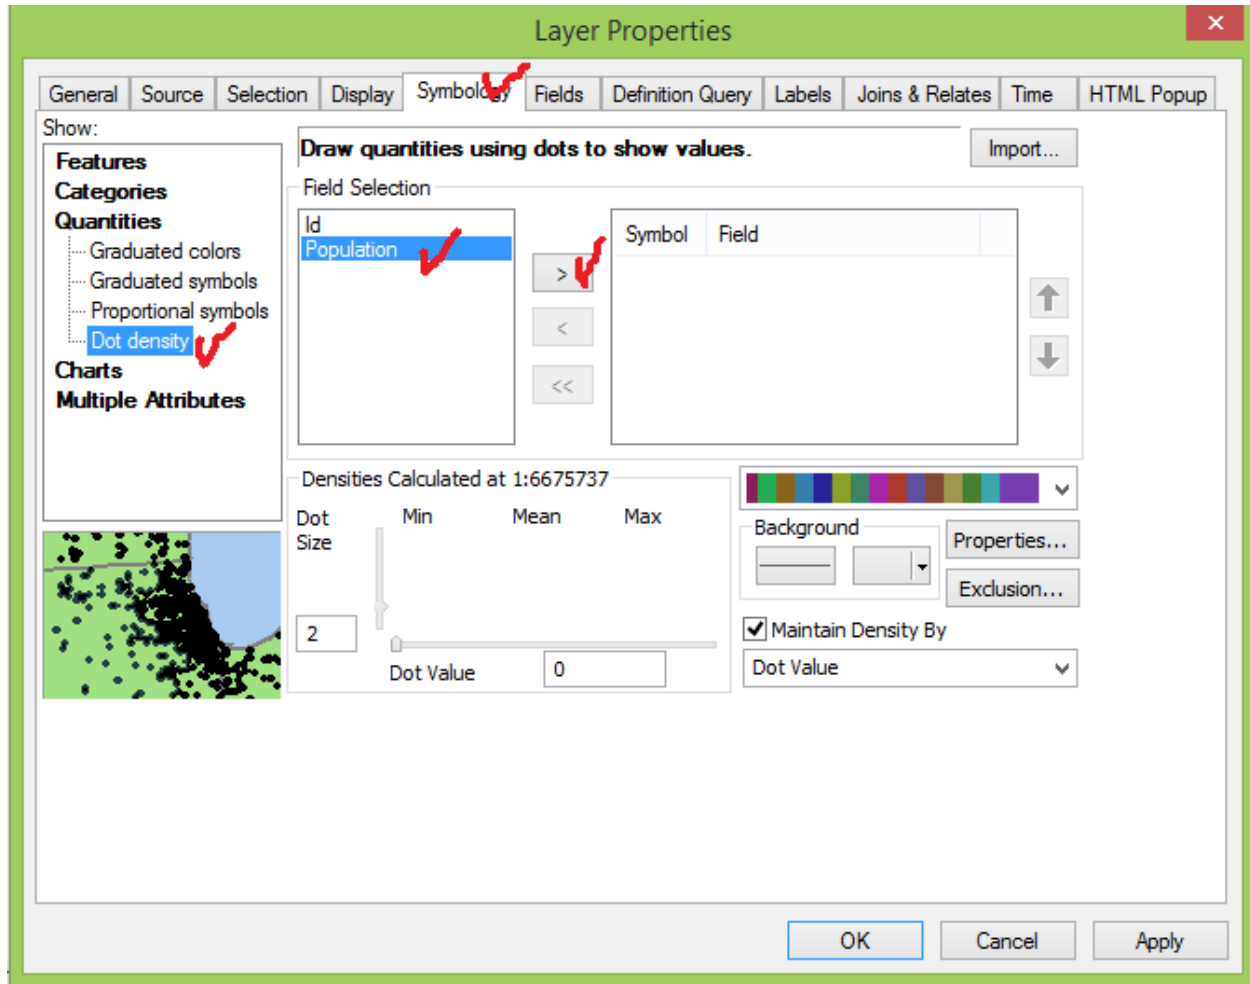 Layer Properties
General Source Selection Display Symbology Fields Definition Query Labels Joins & Relates Time HTML Popup
Show:
Features
Categories
Quantities
Graduated colors
Graduated symbols
Proportional symbols
Dot density
Charts
Multiple Attributes
Draw quantities using dots to show values.
Import...
Field Selection
Id
Population
>
<
<<
Symbol Field
Densities Calculated at 1:6675737
Dot Size
Min Mean Max
2
Dot Value 0
Background
Properties...
Exclusion...
Maintain Density By
Dot Value
OK Cancel Apply